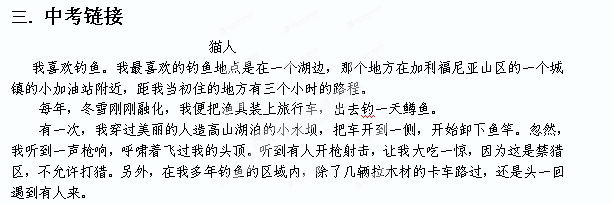 三. 中考链接
猫人
我喜欢钓鱼。我最喜欢的钓鱼地点是在一个湖边，那个地方在加利福尼亚山区的一个城
镇的小加油站附近，距我当初住的地方有三个小时的路程。
每年，冬雪刚刚融化，我便把渔具装上旅行车，出去钓一天鳟鱼。
有一次，我穿过美丽的人造高山湖泊的小水坝，把车开到一侧，开始卸下鱼竿。忽然，
我听到一声枪响，呼啸着飞过我的头顶。听到有人开枪射击，让我大吃一惊，因为这是禁猎
区，不允许打猎。另外，在我多年钓鱼的区域内，除了几辆拉木材的卡车路过，还是头一回
遇到有人来。